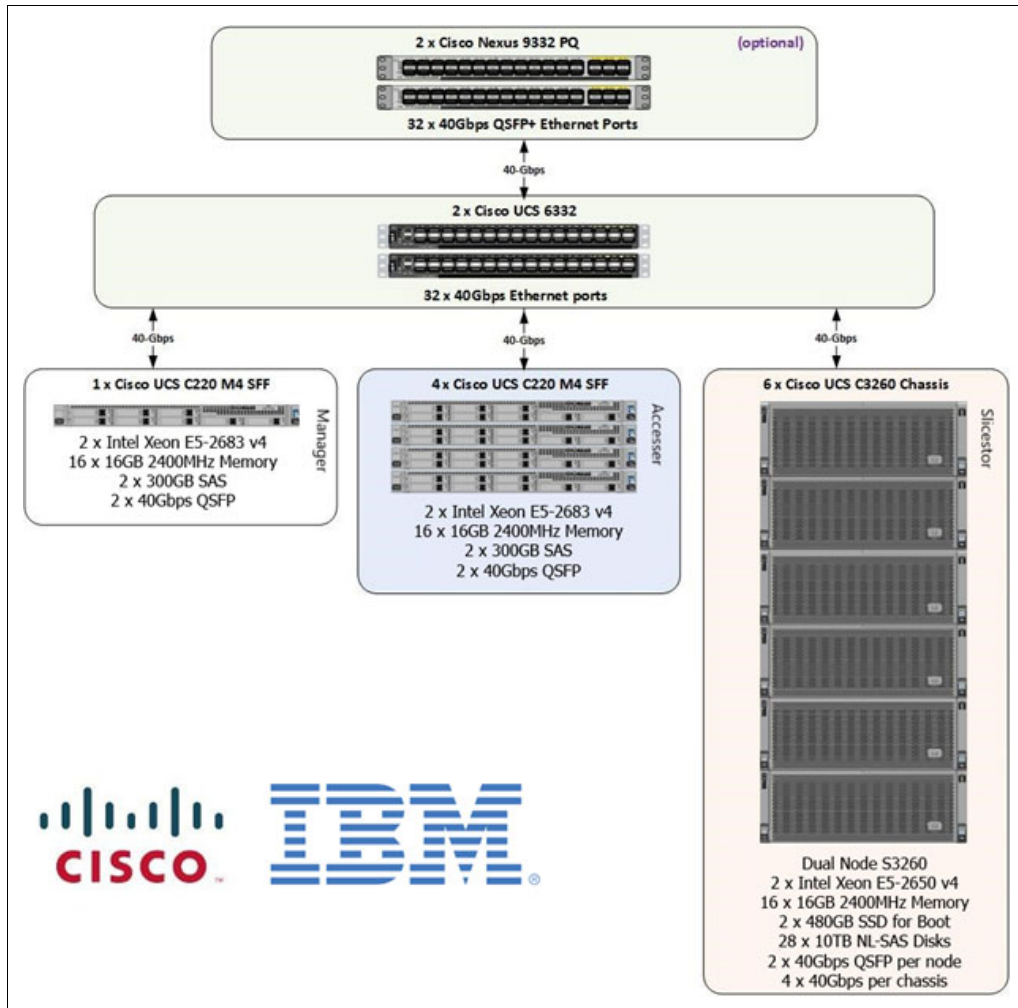 2 x Cisco Nexus 9332 PQ
(optional)
32 x 40Gbps QSFP+ Ethernet Ports
40-Gbps
2 x Cisco UCS 6332
32 x 40Gbps Ethernet ports
40-Gbps
40-Gbps
40-Gbps
1 x Cisco UCS C220 M4 SFF
Manager
2 x Intel Xeon E5-2683 v4
16 x 16GB 2400MHz Memory
2 x 300GB SAS
2 x 40Gbps QSFP
4 x Cisco UCS C220 M4 SFF
Accesser
2 x Intel Xeon E5-2683 v4
16 x 16GB 2400MHz Memory
2 x 300GB SAS
2 x 40Gbps QSFP
6 x Cisco UCS C3260 Chassis
Slicestor
Dual Node S3260
2 x Intel Xeon E5-2650 v4
16 x 16GB 2400MHz Memory
2 x 480GB SSD for Boot
28 x 10TB NL-SAS Disks
2 x 40Gbps QSFP per node
4 x 40Gbps per chassis
CISCO™
IBM®